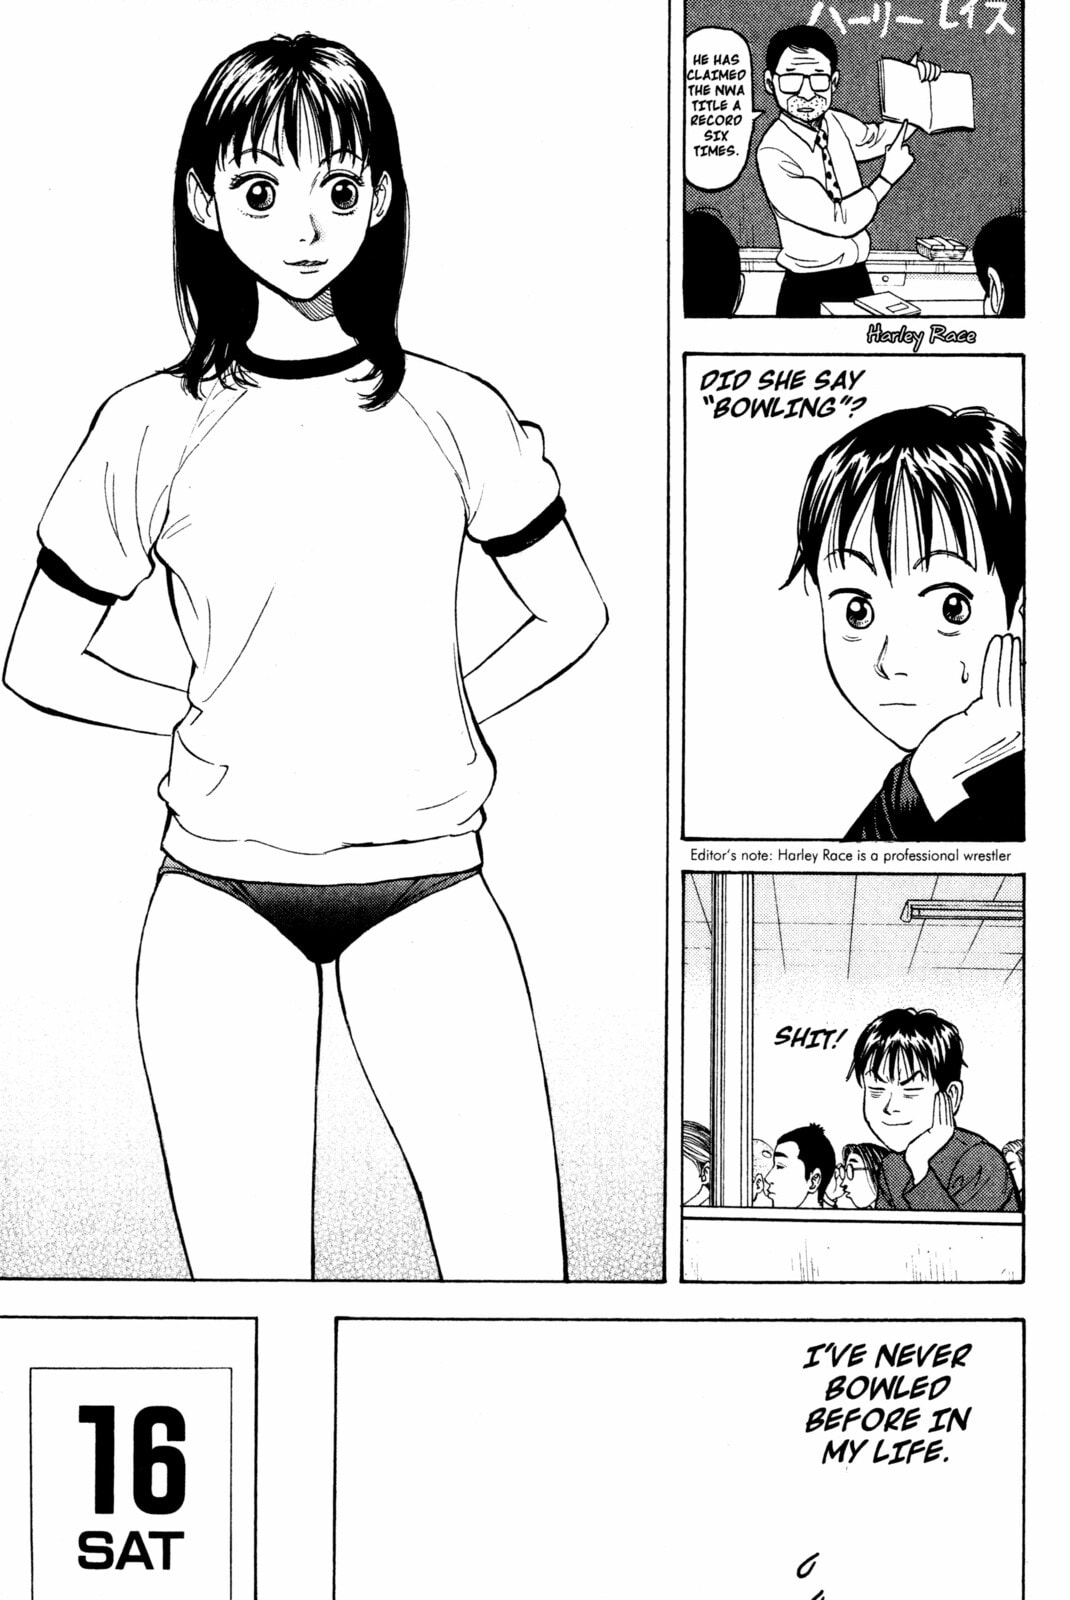 ハーリー レイス
HE HAS
CLAIMED
THE NWA
TITLE A
RECORD
SIX
TIMES.
Harley Race
DID SHE SAY
"BOWLING"?
Editor's note: Harley Race is a professional wrestler
SHIT!
I'VE NEVER
BOWLED
BEFORE IN
MY LIFE.
16
SAT